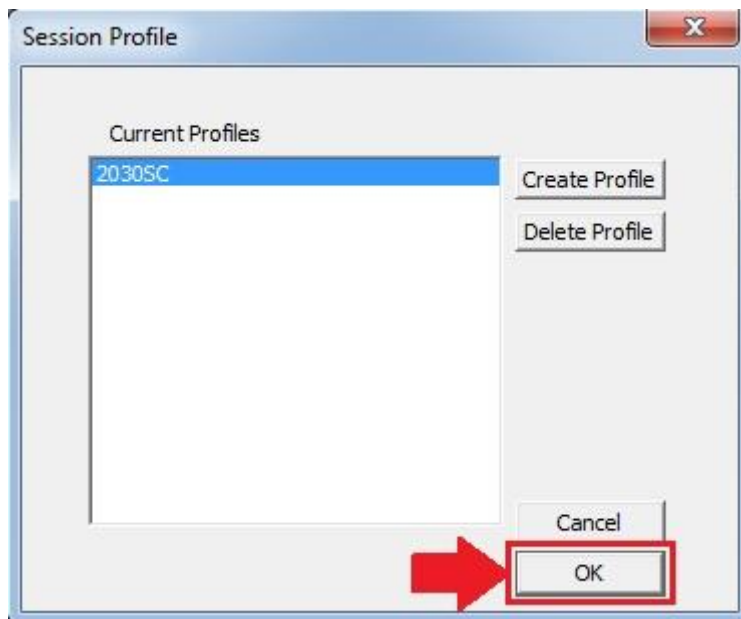 Session Profile
Current Profiles
2030SC
Create Profile
Delete Profile
Cancel
OK